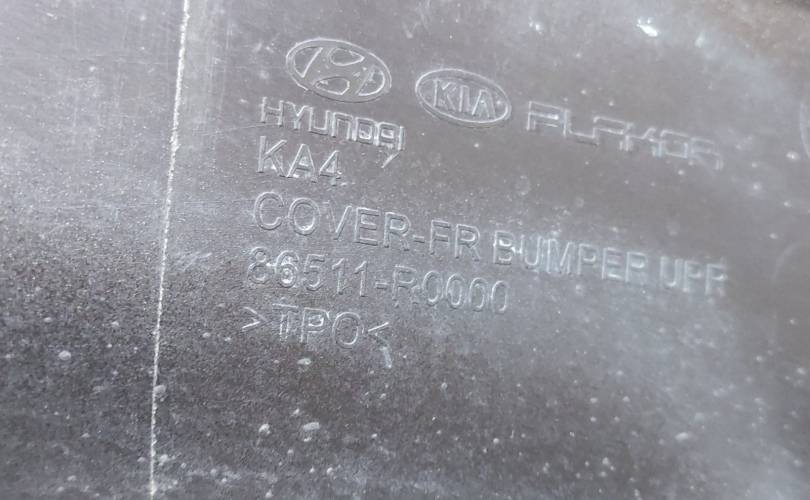 HYUNDAI KIA PLAKOR
KA4
COVER-FR BUMPER UPR
86511-R0000
>TPO<